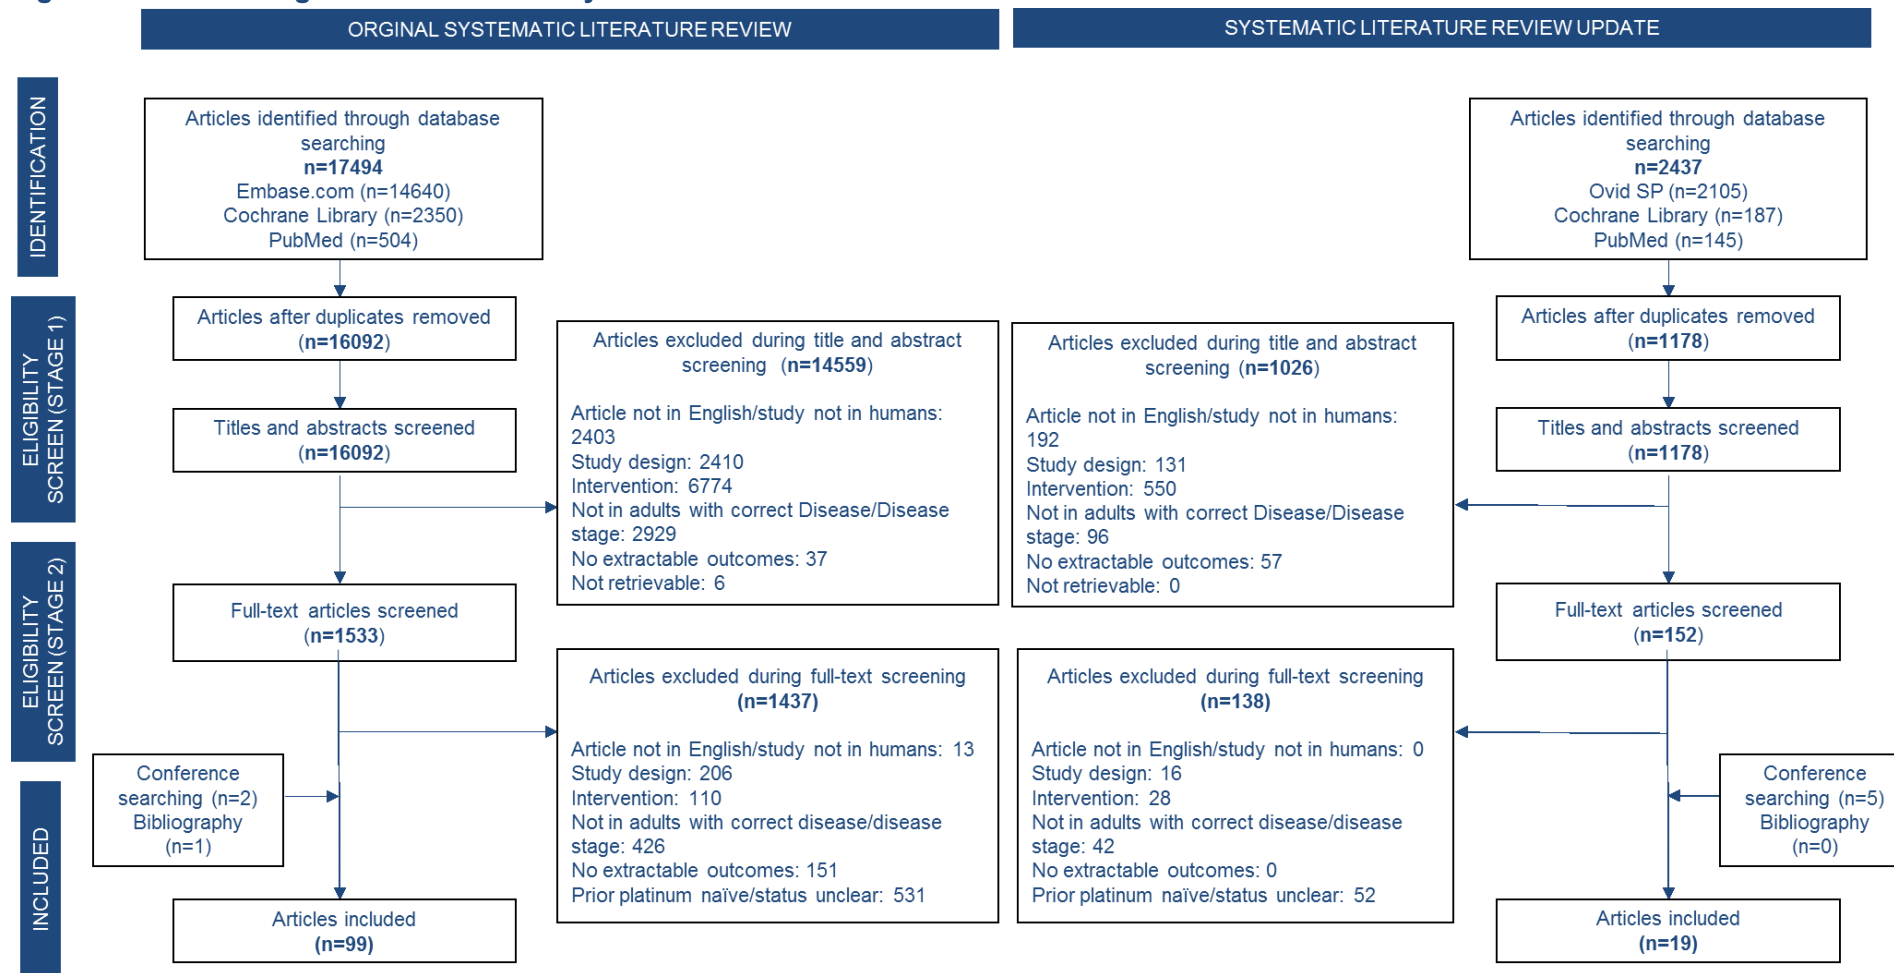 ORGINAL SYSTEMATIC LITERATURE REVIEW
SYSTEMATIC LITERATURE REVIEW UPDATE
IDENTIFICATION
Articles identified through database
searching
n=17494
Embase.com (n=14640)
Cochrane Library (n=2350)
PubMed (n=504)
Articles identified through database
searching
n=2437
Ovid SP (n=2105)
Cochrane Library (n=187)
PubMed (n=145)
ELIGIBILITY
SCREEN (STAGE 1)
Articles after duplicates removed
(n=16092)
Titles and abstracts screened
(n=16092)
Articles excluded during title and abstract
screening (n=14559)
Article not in English/study not in humans:
2403
Study design: 2410
Intervention: 6774
Not in adults with correct Disease/Disease
stage: 2929
No extractable outcomes: 37
Not retrievable: 6
Articles excluded during title and abstract
screening (n=1026)
Article not in English/study not in humans:
192
Study design: 131
Intervention: 550
Not in adults with correct Disease/Disease
stage: 96
No extractable outcomes: 57
Not retrievable: 0
Articles after duplicates removed
(n=1178)
Titles and abstracts screened
(n=1178)
ELIGIBILITY
SCREEN (STAGE 2)
Full-text articles screened
(n=1533)
Articles excluded during full-text screening
(n=1437)
Article not in English/study not in humans: 13
Study design: 206
Intervention: 110
Not in adults with correct disease/disease
stage: 426
No extractable outcomes: 151
Prior platinum naïve/status unclear: 531
Articles excluded during full-text screening
(n=138)
Article not in English/study not in humans: 0
Study design: 16
Intervention: 28
Not in adults with correct disease/disease
stage: 42
No extractable outcomes: 0
Prior platinum naïve/status unclear: 52
Full-text articles screened
(n=152)
Conference
searching (n=2)
Bibliography
(n=1)
Conference
searching (n=5)
Bibliography
(n=0)
INCLUDED
Articles included
(n=99)
Articles included
(n=19)